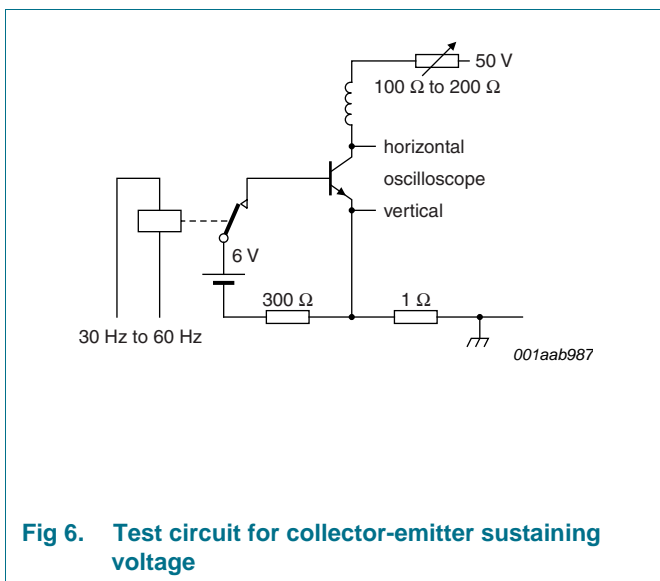 50 V
100 Ω to 200 Ω
horizontal
oscilloscope
vertical
6 V
300 Ω
1 Ω
30 Hz to 60 Hz
001aab987
Fig 6. Test circuit for collector-emitter sustaining
voltage